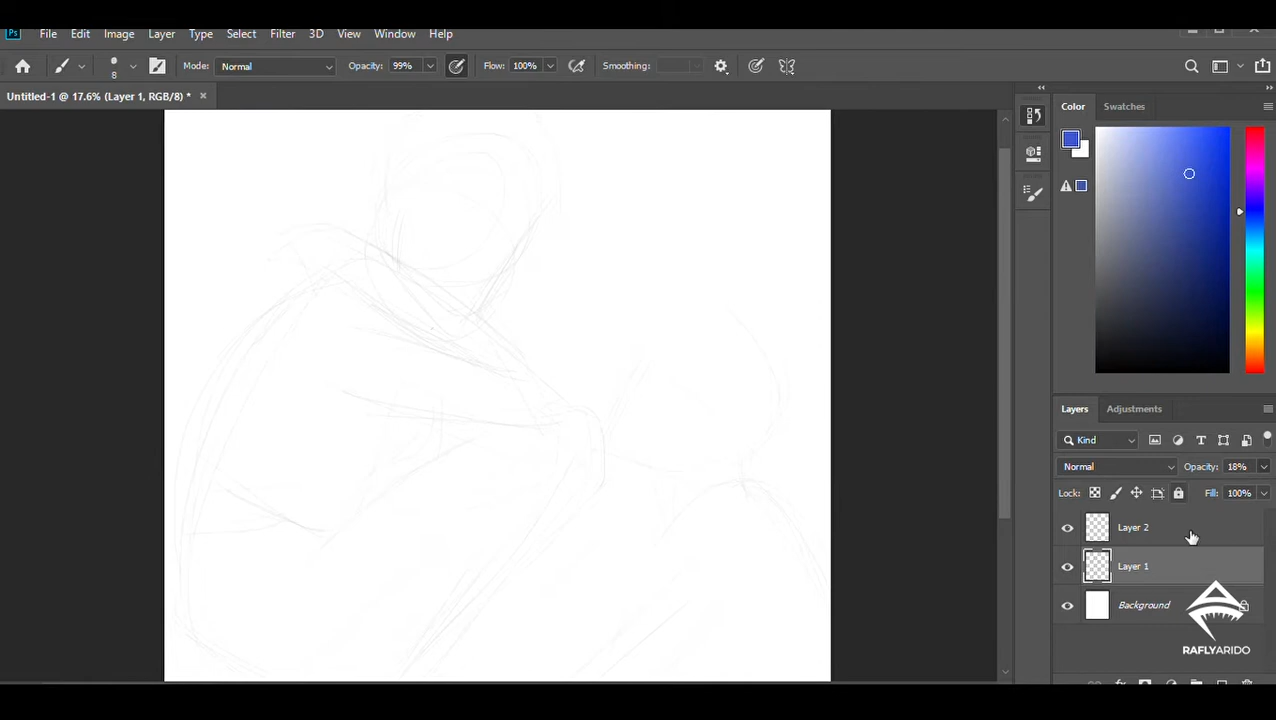 Ps File Edit Image Layer Type Select Filter 3D View Window Help
8 Mode: Normal Opacity: 99% Flow: 100% Smoothing:
Untitled-1 @ 17.6% (Layer 1, RGB/8) *
Color Swatches
Layers Adjustments
Kind
Normal Opacity: 18%
Lock: Fill: 100%
Layer 2
Layer 1
Background
RAFLYARIDO